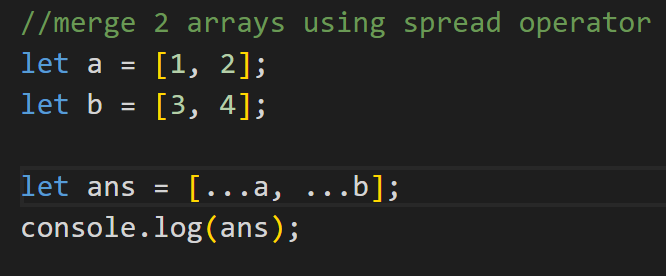 //merge 2 arrays using spread operator
let a = [1, 2];
let b = [3, 4];
let ans = [...a, ...b];
console.log(ans);